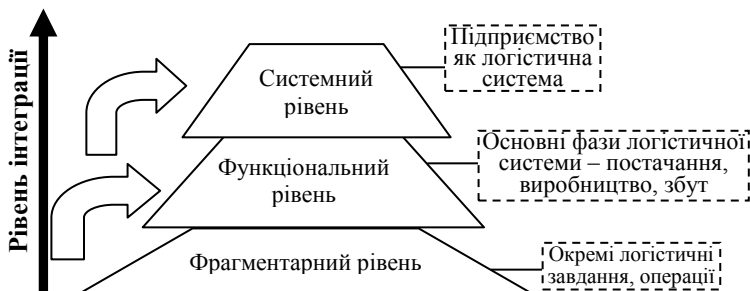 Рівень інтеграції
Системний
рівень
Підприємство
як логістична
система
Функціональний
рівень
Основні фази логістичної
системи – постачання,
виробництво, збут
Фрагментарний рівень
Окремі логістичні
завдання, операції